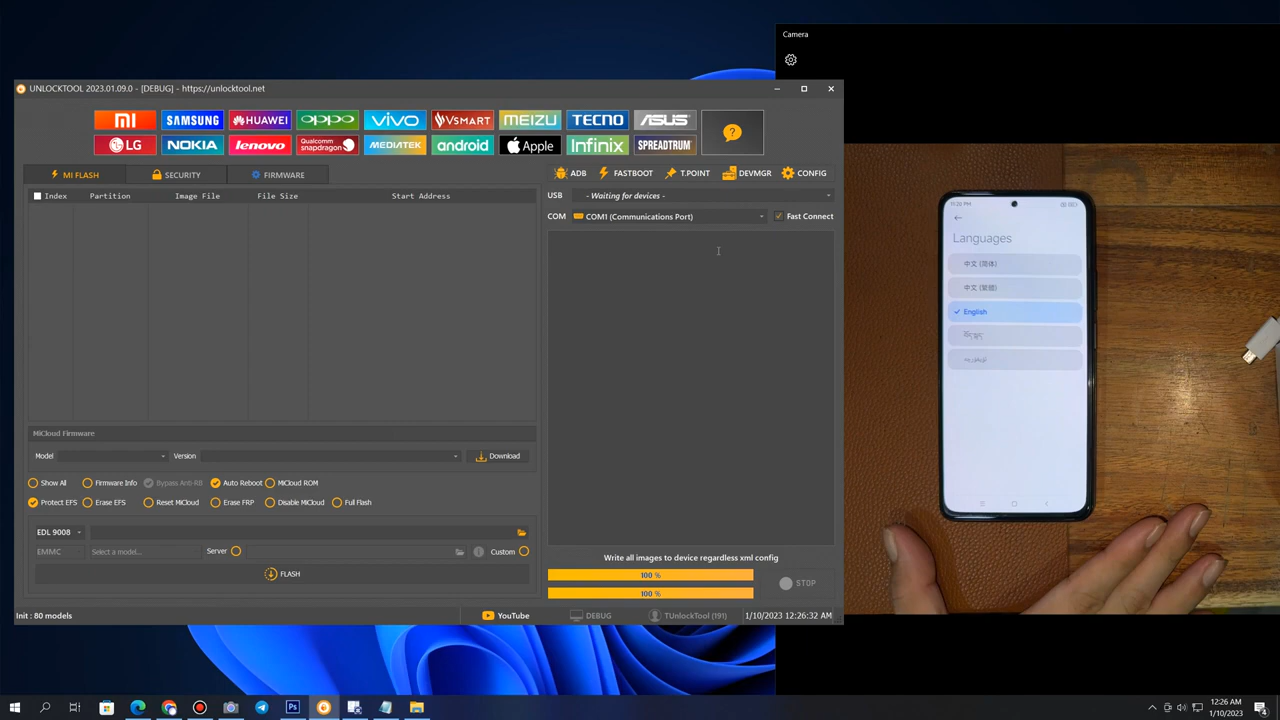 Camera
UNLOCKTOOL 2023.01.09.0 - [DEBUG] - https://unlocktool.net
MI SAMSUNG HUAWEI oppo vivo VSMART MEIZU TECNO ASUS ?
LG NOKIA lenovo Qualcomm snapdragon MEDIATEK android Apple Infinix SPREADTRUM
MI FLASH SECURITY FIRMWARE
ADB FASTBOOT T.POINT DEVMGR CONFIG
Index Partition Image File File Size Start Address
USB - Waiting for devices -
COM COM1 (Communications Port) Fast Connect
MiCloud Firmware
Model Version Download
Show All Firmware Info Bypass Anti-RB Auto Reboot MiCloud ROM
Protect EFS Erase EFS Reset MiCloud Erase FRP Disable MiCloud Full Flash
EDL 9008
EMMC Select a model... Server Custom
FLASH
Write all images to device regardless xml config
100 %
100 %
STOP
Init : 80 models
YouTube DEBUG TUnlockTool (191) 1/10/2023 12:26:32 AM
Languages
中文 (简体)
中文 (繁體)
English
12:26 AM
1/10/2023
4